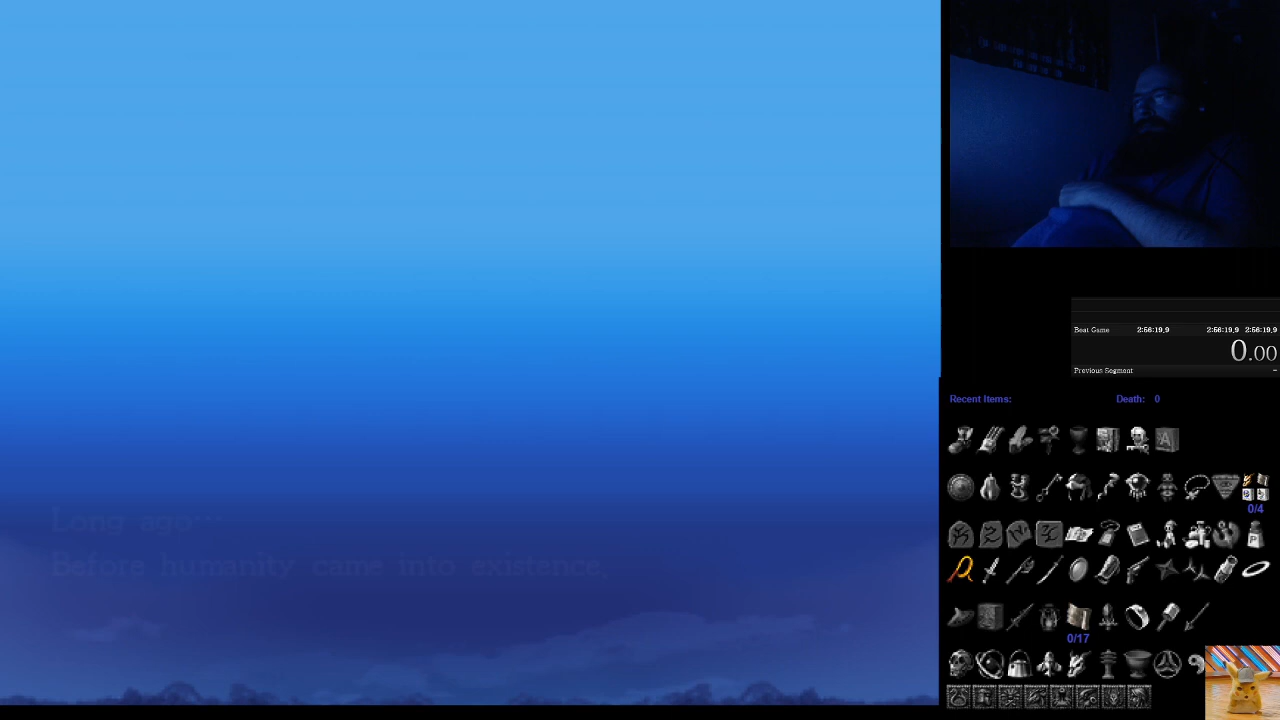 Long ago…
Before humanity came into existence.
Beat Game 2:56:19.9 2:56:19.9 2:56:19.9
0.00
Previous Segment –
Recent Items: Death: 0
A
0/4
0/17